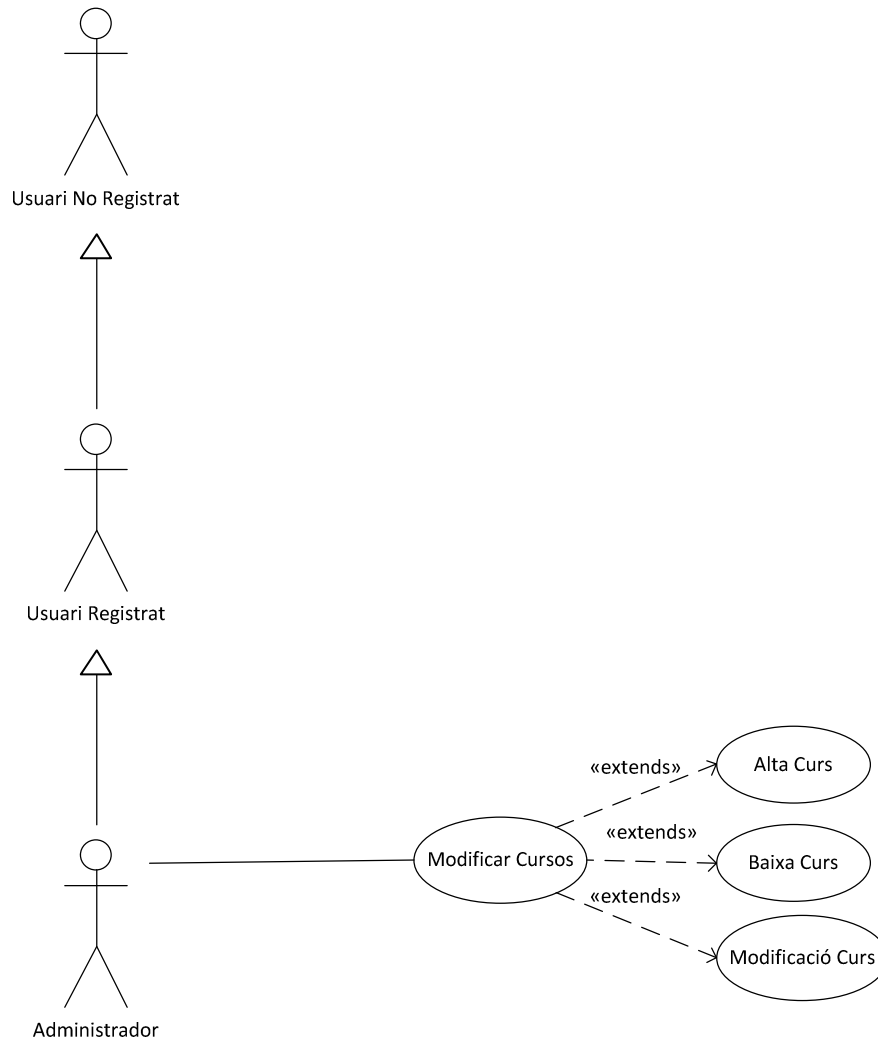 Usuari No Registrat
Usuari Registrat
«extends»
Alta Curs
«extends»
Modificar Cursos
Baixa Curs
«extends»
Modificació Curs
Administrador